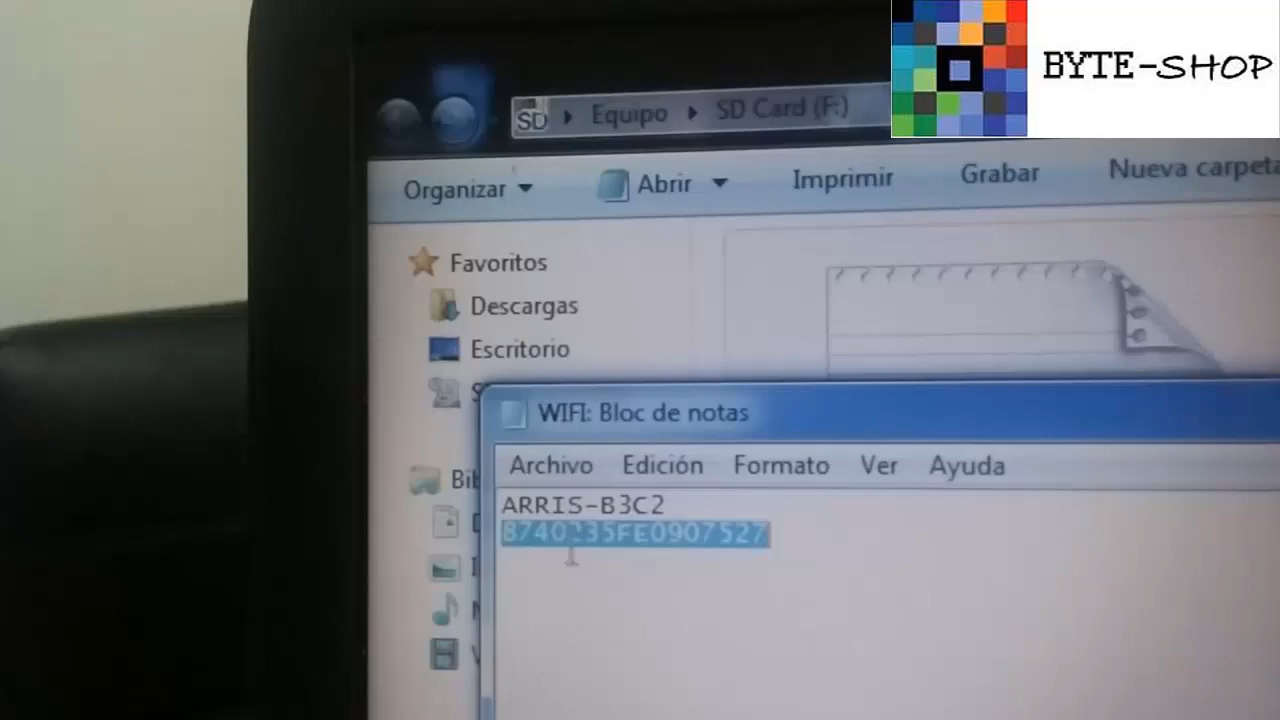 BYTE-SHOP
SD Equipo SD Card (F:)
Organizar Abrir Imprimir Grabar Nueva
Favoritos
Descargas
Escritorio
WIFI: Bloc de notas
Archivo Edición Formato Ver Ayuda
ARRIS-B3C2